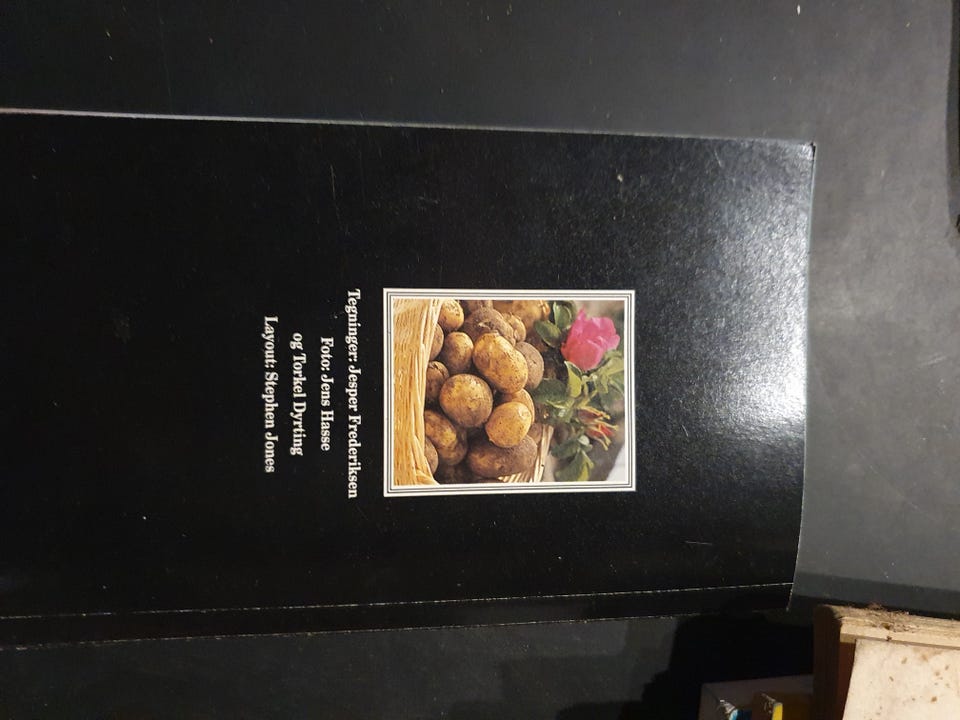 Tegninger: Jesper Frederiksen
Foto: Jens Hasse
og Torkel Dyrting
Layout: Stephen Jones